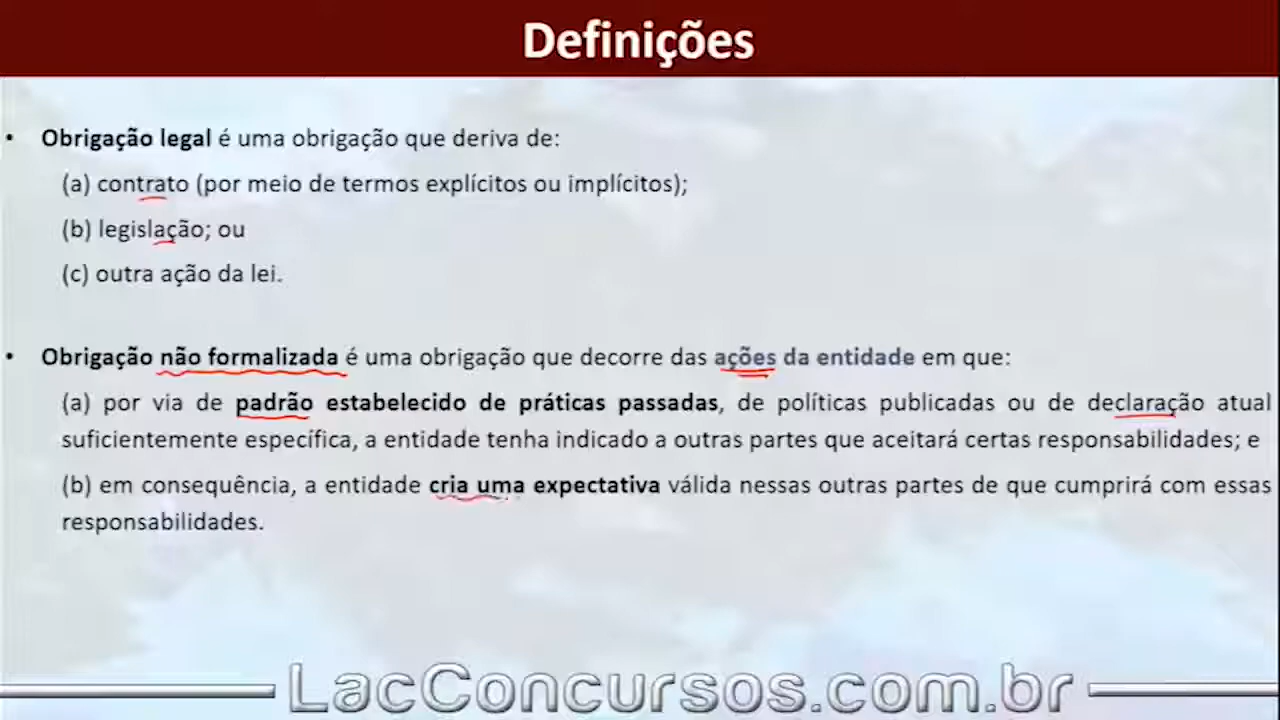 Definições
• Obrigação legal é uma obrigação que deriva de:
(a) contrato (por meio de termos explícitos ou implícitos);
(b) legislação; ou
(c) outra ação da lei.
• Obrigação não formalizada é uma obrigação que decorre das ações da entidade em que:
(a) por via de padrão estabelecido de práticas passadas, de políticas publicadas ou de declaração atual
suficientemente específica, a entidade tenha indicado a outras partes que aceitará certas responsabilidades; e
(b) em consequência, a entidade cria uma expectativa válida nessas outras partes de que cumprirá com essas
responsabilidades.
LacConcursos.com.br